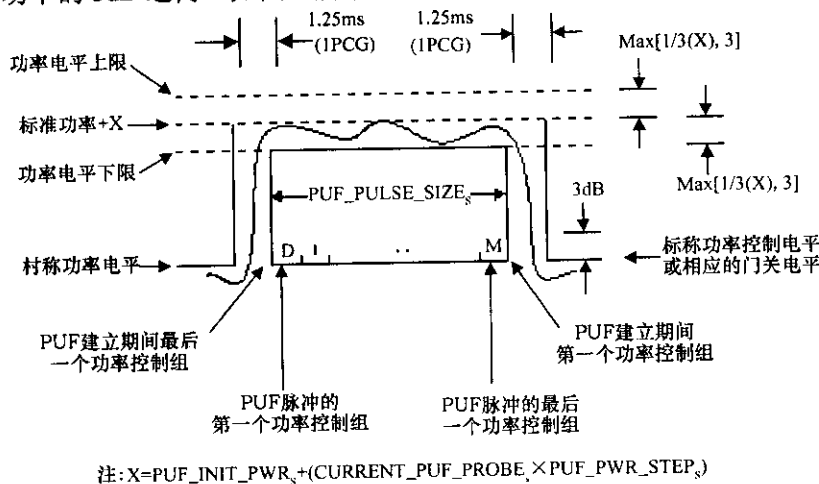 1.25ms
(1PCG)
1.25ms
(1PCG)
Max[1/3(X), 3]
功率电平上限
标准功率+X
功率电平下限
Max[1/3(X), 3]
PUF_PULSE_SIZEs
3dB
D
I
..
M
村称功率电平
标称功率控制电平
或相应的门关电平
PUF建立期间最后
一个功率控制组
PUF建立期间
第一个功率控制组
PUF脉冲的
第一个功率控制组
PUF脉冲的最后
一个功率控制组
注:X=PUF_INIT_PWRs+(CURRENT_PUF_PROBEs×PUF_PWR_STEPs)